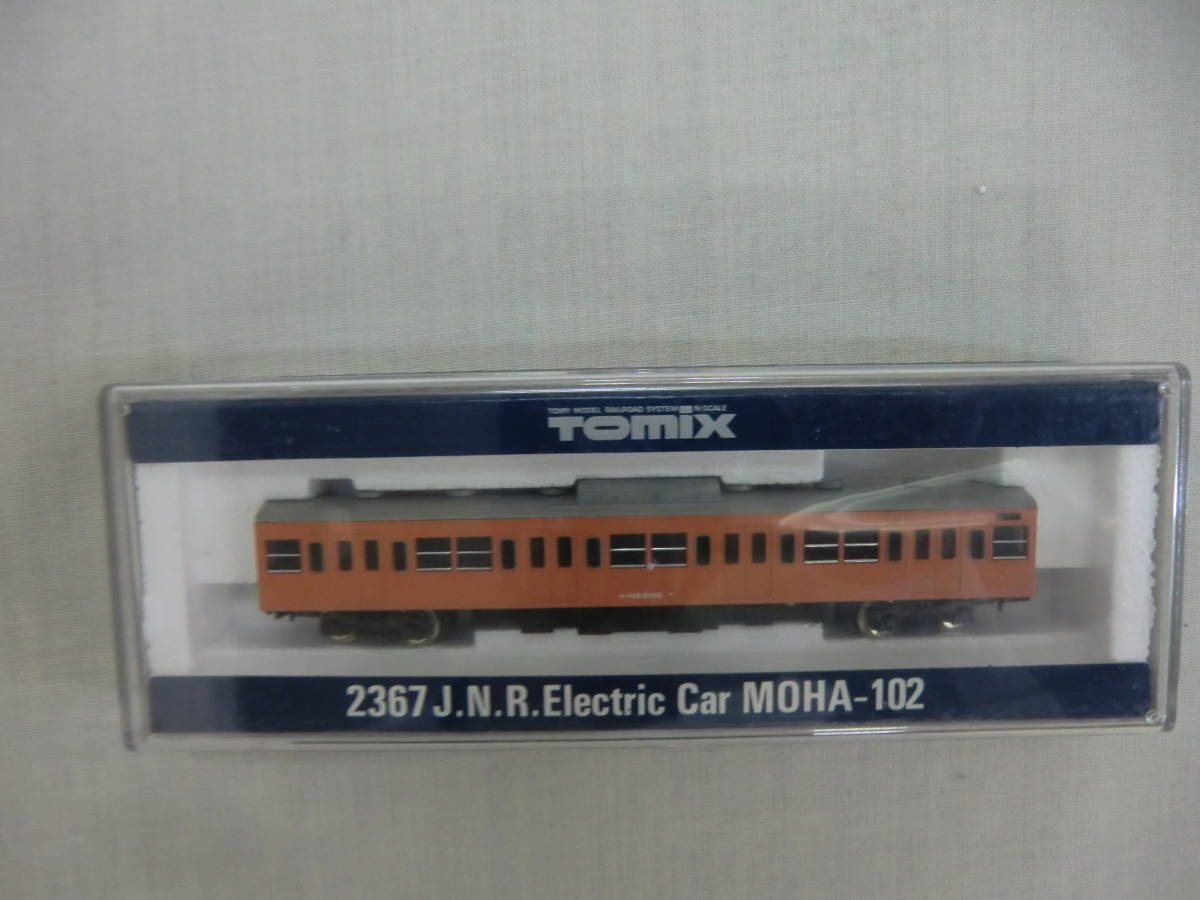 TOMY MODEL RAILROAD SYSTEM N-SCALE
TOMIX
2367 J.N.R. Electric Car MOHA-102